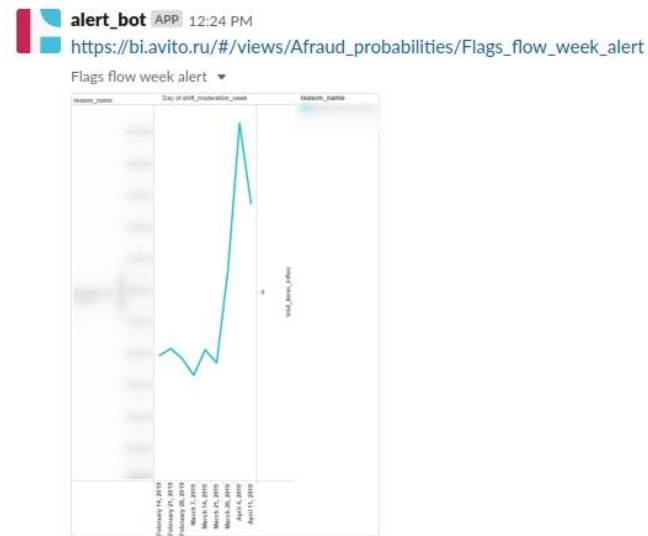 alert_bot APP 12:24 PM
https://bi.avito.ru/#/views/Afraud_probabilities/Flags_flow_week_alert
Flags flow week alert
reason_name
Day of shift_moderation_week
reason_name
total_items_inflow
February 14, 2019
February 21, 2019
February 28, 2019
March 7, 2019
March 14, 2019
March 21, 2019
March 28, 2019
April 4, 2019
April 11, 2019